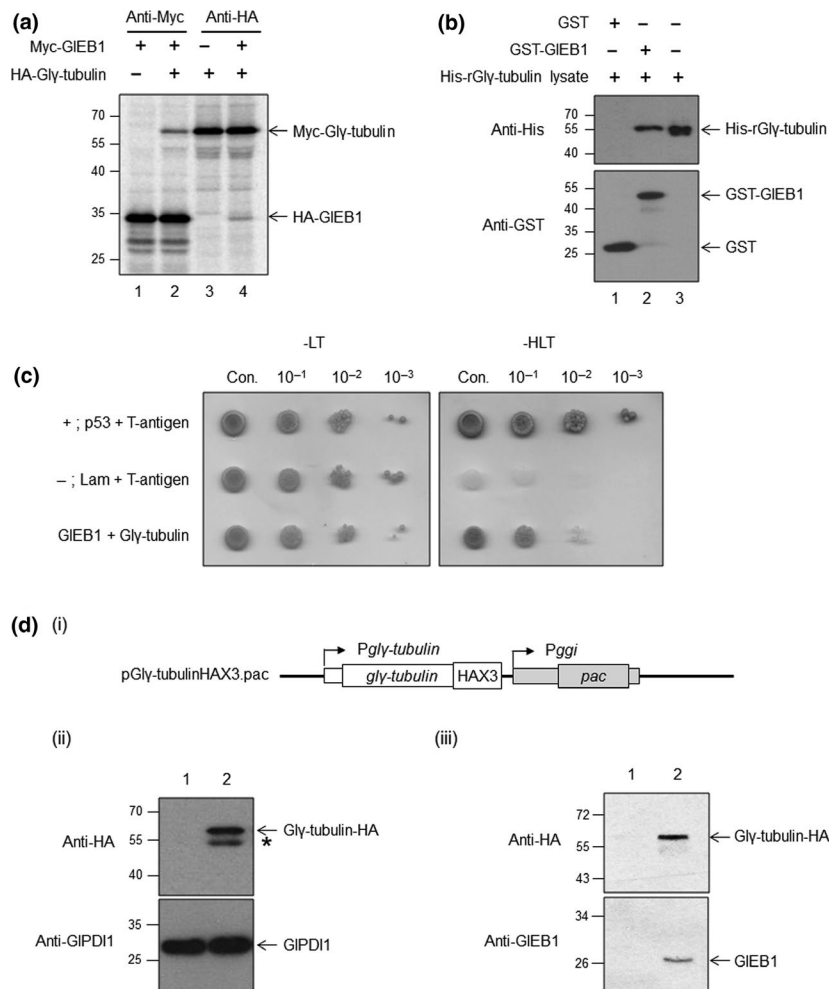 (a)
Anti-Myc Anti-HA
Myc-GlEB1 + + – +
HA-Glγ-tubulin – + + +
70
55
40
35
25
Myc-Glγ-tubulin
HA-GlEB1
1 2 3 4
(b)
GST + – –
GST-GlEB1 – + –
His-rGlγ-tubulin lysate + + +
Anti-His
70
55
40
His-rGlγ-tubulin
Anti-GST
55
40
35
25
GST-GlEB1
GST
1 2 3
(c)
-LT -HLT
Con. 10–1 10–2 10–3 Con. 10–1 10–2 10–3
+ ; p53 + T-antigen
– ; Lam + T-antigen
GlEB1 + Glγ-tubulin
(d) (i)
Pglγ-tubulin Pggi
pGlγ-tubulinHAX3.pac glγ-tubulin HAX3 pac
(ii)
1 2
Anti-HA
70
55
40
Glγ-tubulin-HA
*
Anti-GlPDI1
35
25
GlPDI1
(iii)
1 2
Anti-HA
72
55
43
Glγ-tubulin-HA
Anti-GlEB1
34
26
GlEB1